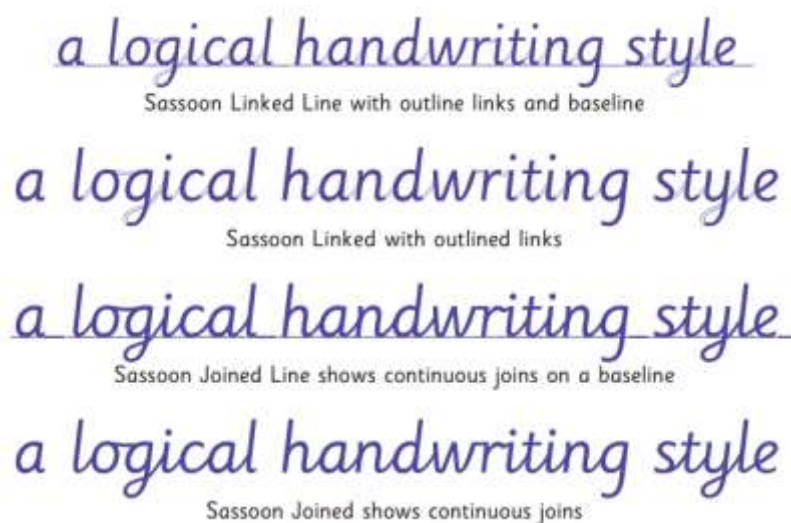 a logical handwriting style
Sassoon Linked Line with outline links and baseline
a logical handwriting style
Sassoon Linked with outlined links
a logical handwriting style
Sassoon Joined Line shows continuous joins on a baseline
a logical handwriting style
Sassoon Joined shows continuous joins